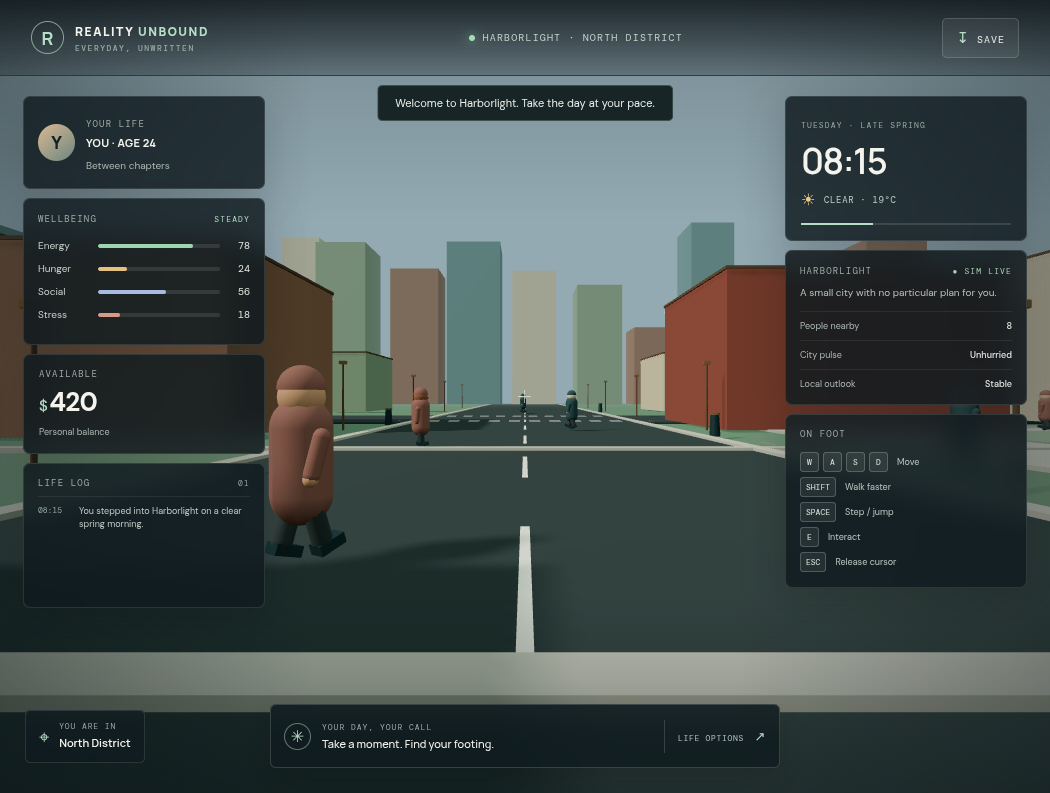 R
REALITY UNBOUND
EVERYDAY, UNWRITTEN
HARBORLIGHT · NORTH DISTRICT
SAVE
Welcome to Harborlight. Take the day at your pace.
Y
YOUR LIFE
YOU · AGE 24
Between chapters
WELLBEING STEADY
Energy 78
Hunger 24
Social 56
Stress 18
AVAILABLE
$420
Personal balance
LIFE LOG 01
08:15 You stepped into Harborlight on a clear
spring morning.
TUESDAY · LATE SPRING
08:15
CLEAR · 19°C
HARBORLIGHT SIM LIVE
A small city with no particular plan for you.
People nearby 8
City pulse Unhurried
Local outlook Stable
ON FOOT
W A S D Move
SHIFT Walk faster
SPACE Step / jump
E Interact
ESC Release cursor
YOU ARE IN
North District
YOUR DAY, YOUR CALL
Take a moment. Find your footing.
LIFE OPTIONS ↗